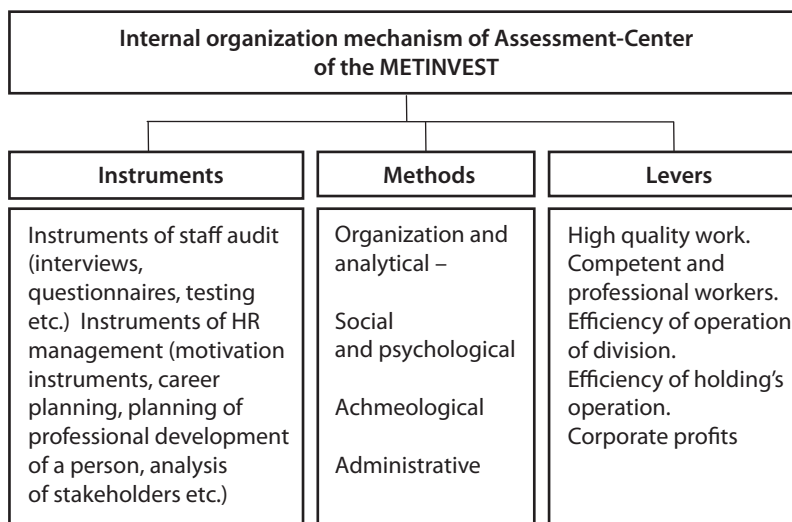 Internal organization mechanism of Assessment-Center
of the METINVEST
Instruments
Instruments of staff audit
(interviews,
questionnaires, testing
etc.) Instruments of HR
management (motivation
instruments, career
planning, planning of
professional development
of a person, analysis
of stakeholders etc.)
Methods
Organization and
analytical –
Social
and psychological
Achmeological
Administrative
Levers
High quality work.
Competent and
professional workers.
Efficiency of operation
of division.
Efficiency of holding’s
operation.
Corporate profits